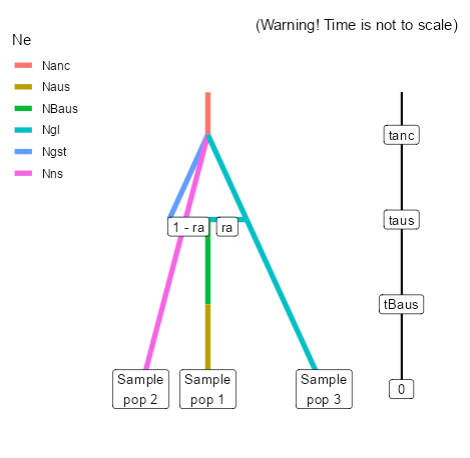 (Warning! Time is not to scale)
Ne
Nanc
Naus
NBaus
Ngl
Ngst
Nns
tanc
taus
1 - ra
ra
tBaus
0
Sample
pop 2
Sample
pop 1
Sample
pop 3